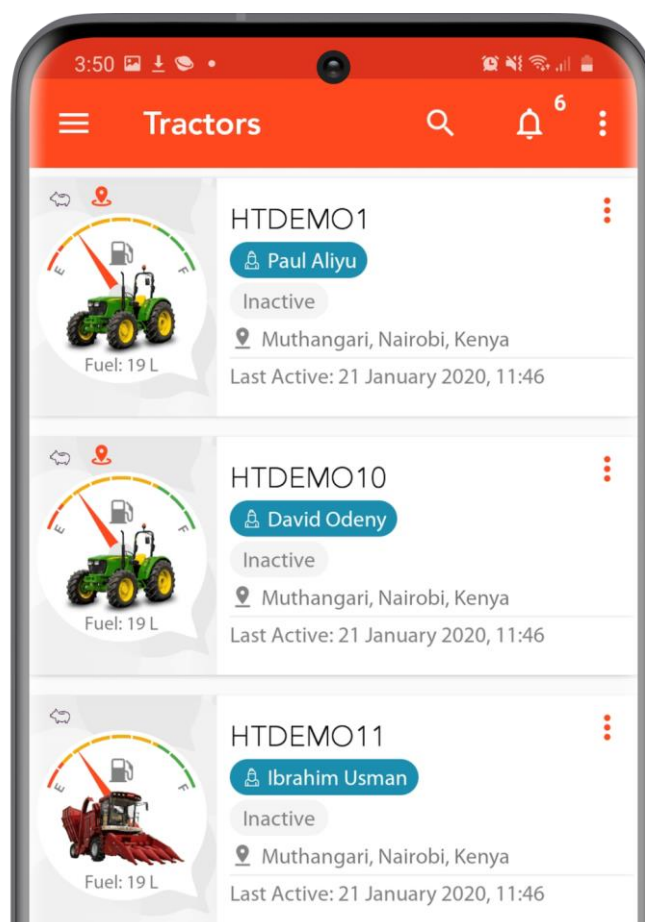 3:50
Tractors
6
HTDEMO1
Paul Aliyu
Inactive
Muthangari, Nairobi, Kenya
Last Active: 21 January 2020, 11:46
E
F
Fuel: 19 L
HTDEMO10
David Odeny
Inactive
Muthangari, Nairobi, Kenya
Last Active: 21 January 2020, 11:46
E
F
Fuel: 19 L
HTDEMO11
Ibrahim Usman
Inactive
Muthangari, Nairobi, Kenya
Last Active: 21 January 2020, 11:46
E
F
Fuel: 19 L